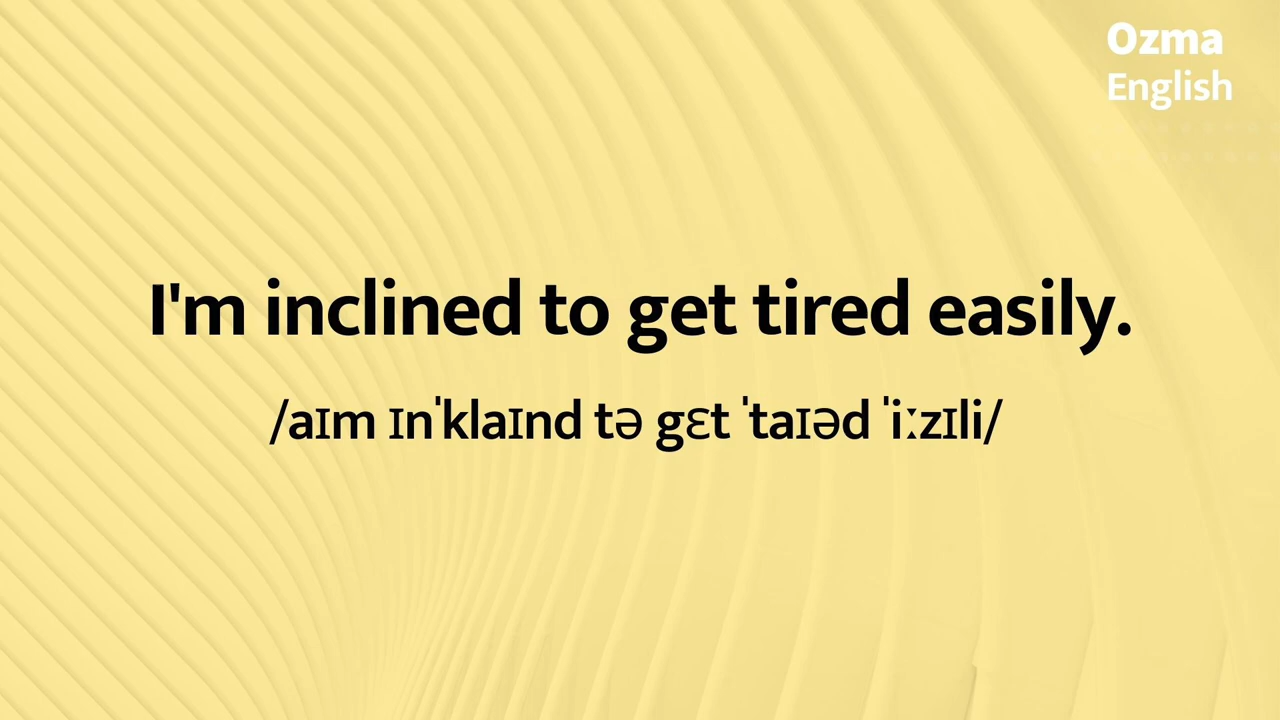 Ozma
English
I'm inclined to get tired easily.
/aɪm ɪnˈklaɪnd tə gɛt ˈtaɪəd ˈiːzɪli/